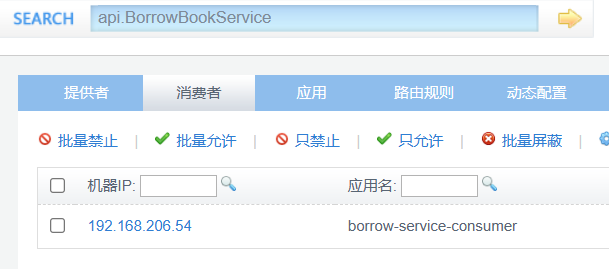 SEARCH api.BorrowBookService
提供者 消费者 应用 路由规则 动态配置
批量禁止 | 批量允许 | 只禁止 | 只允许 | 批量屏蔽 |
机器IP: 应用名:
192.168.206.54 borrow-service-consumer